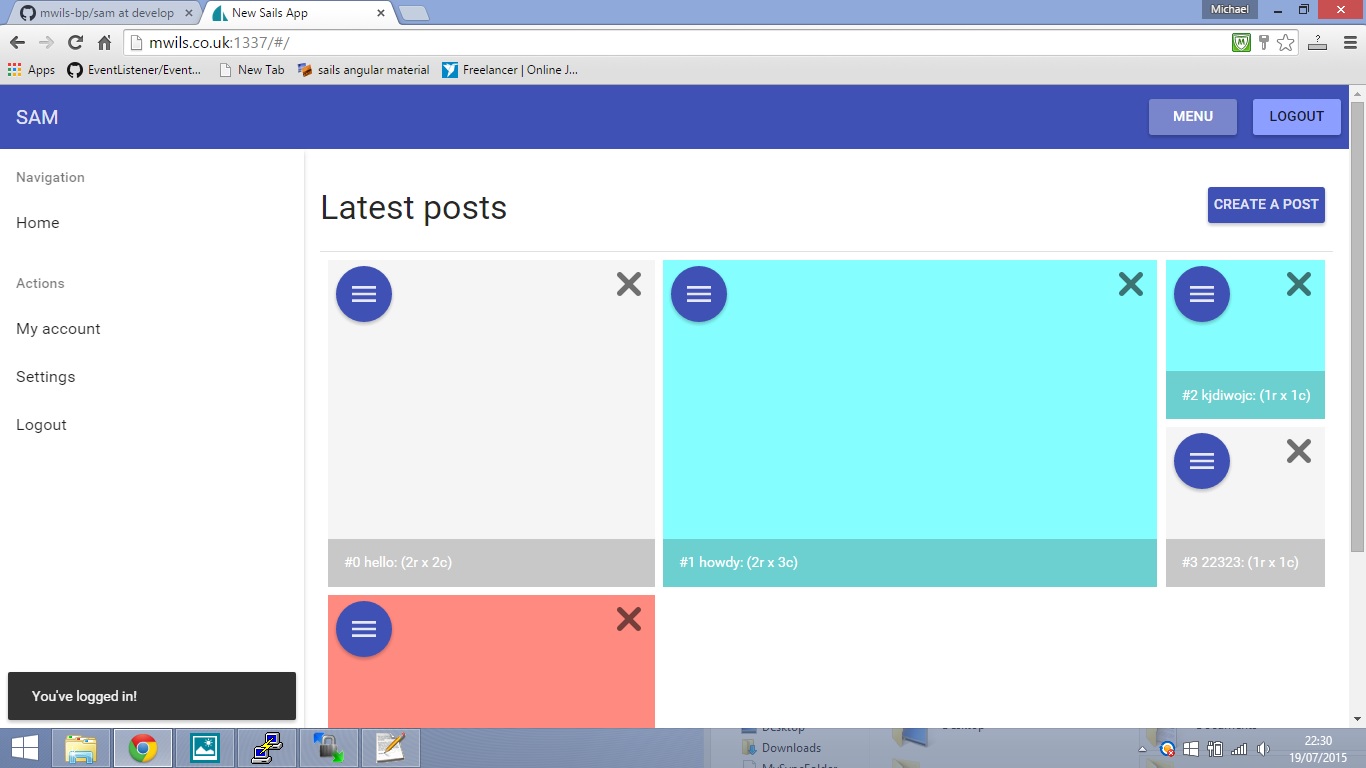 mwils-bp/sam at develop
New Sails App
Michael
mwils.co.uk:1337/#/
Apps
EventListener/Event...
New Tab
sails angular material
Freelancer | Online J...
SAM
MENU
LOGOUT
Navigation
Home
Actions
My account
Settings
Logout
Latest posts
CREATE A POST
#0 hello: (2r x 2c)
#1 howdy: (2r x 3c)
#2 kjdiwojc: (1r x 1c)
#3 22323: (1r x 1c)
You've logged in!
Desktop
Downloads
MySyncFolder
Desktop
Documents
22:30
19/07/2015